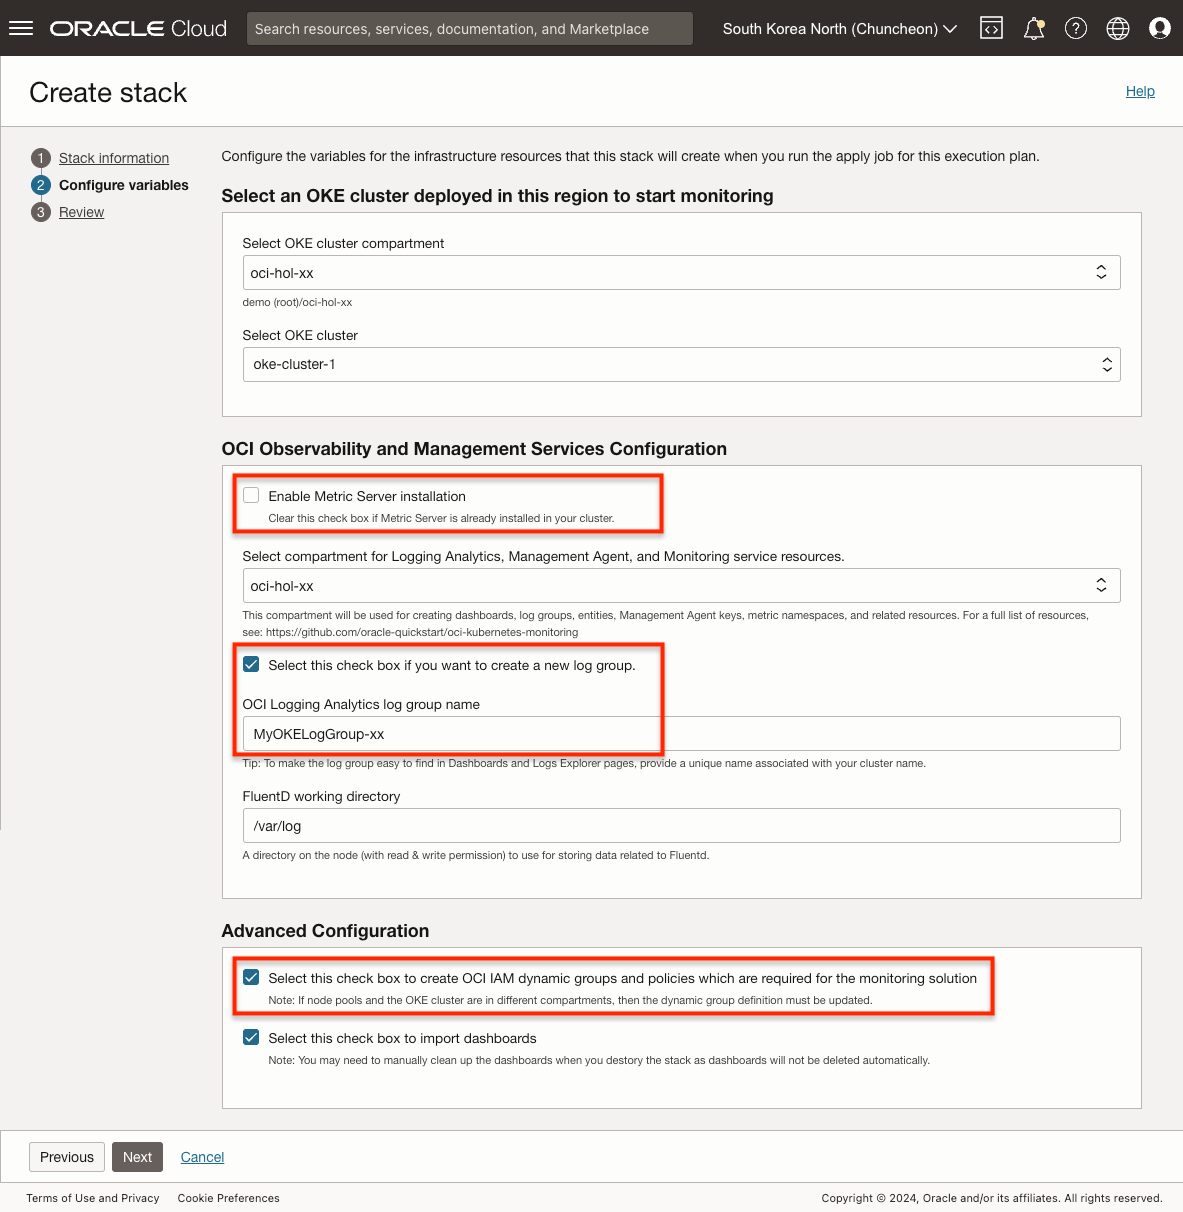 ORACLE Cloud
Search resources, services, documentation, and Marketplace
South Korea North (Chuncheon)
Create stack
Help
1 Stack information
2 Configure variables
3 Review
Configure the variables for the infrastructure resources that this stack will create when you run the apply job for this execution plan.
Select an OKE cluster deployed in this region to start monitoring
Select OKE cluster compartment
oci-hol-xx
demo (root)/oci-hol-xx
Select OKE cluster
oke-cluster-1
OCI Observability and Management Services Configuration
Enable Metric Server installation
Clear this check box if Metric Server is already installed in your cluster.
Select compartment for Logging Analytics, Management Agent, and Monitoring service resources.
oci-hol-xx
This compartment will be used for creating dashboards, log groups, entities, Management Agent keys, metric namespaces, and related resources. For a full list of resources,
see: https://github.com/oracle-quickstart/oci-kubernetes-monitoring
Select this check box if you want to create a new log group.
OCI Logging Analytics log group name
MyOKELogGroup-xx
Tip: To make the log group easy to find in Dashboards and Logs Explorer pages, provide a unique name associated with your cluster name.
FluentD working directory
/var/log
A directory on the node (with read & write permission) to use for storing data related to Fluentd.
Advanced Configuration
Select this check box to create OCI IAM dynamic groups and policies which are required for the monitoring solution
Note: If node pools and the OKE cluster are in different compartments, then the dynamic group definition must be updated.
Select this check box to import dashboards
Note: You may need to manually clean up the dashboards when you destory the stack as dashboards will not be deleted automatically.
Previous
Next
Cancel
Terms of Use and Privacy
Cookie Preferences
Copyright © 2024, Oracle and/or its affiliates. All rights reserved.